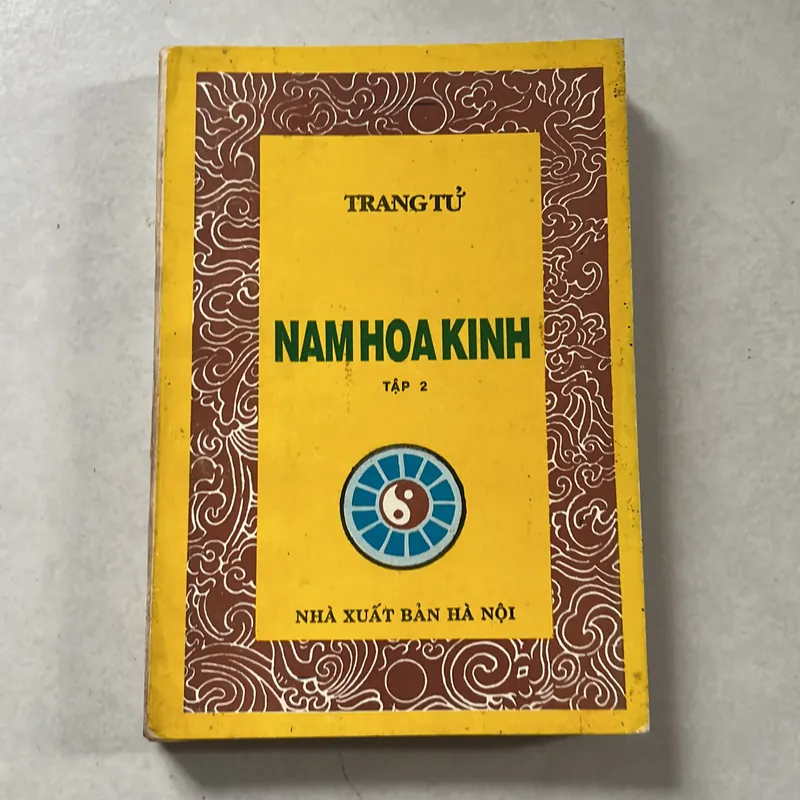 TRANG TỬ
NAM HOA KINH
TẬP 2
NHÀ XUẤT BẢN HÀ NỘI